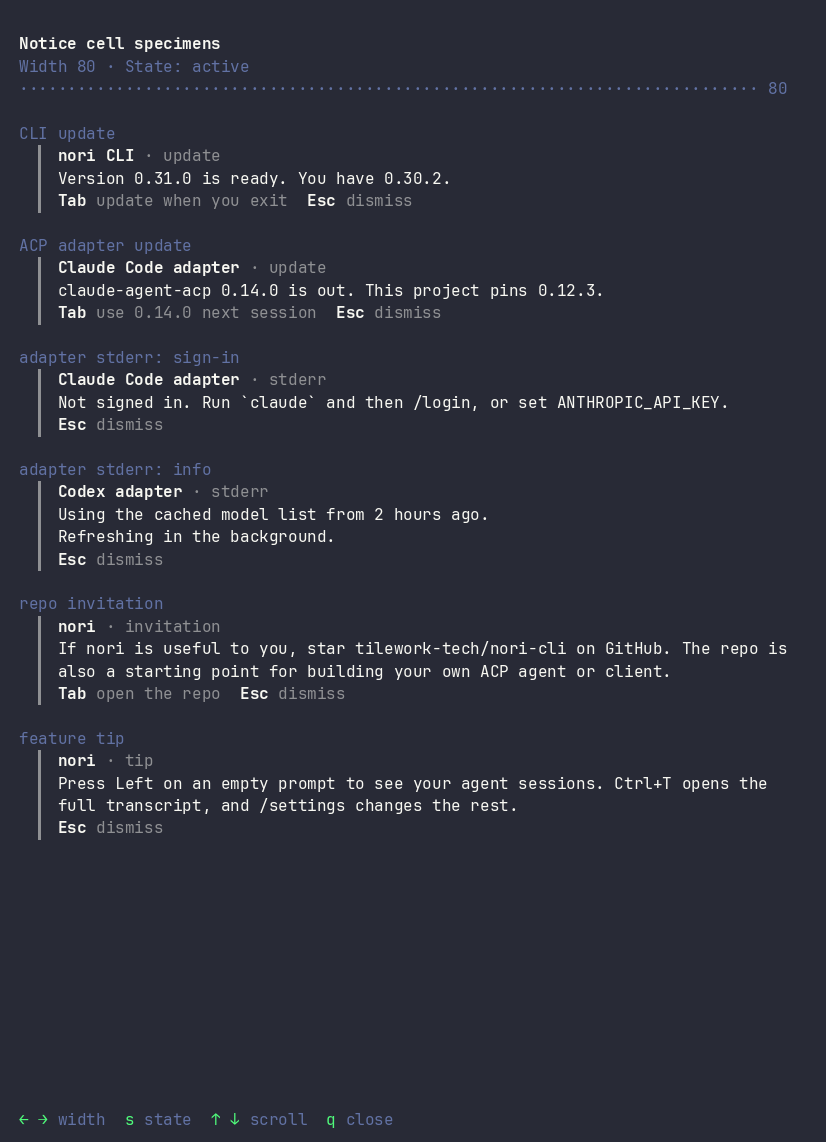 Notice cell specimens
Width 80 · State: active
············································································· 80
CLI update
nori CLI · update
Version 0.31.0 is ready. You have 0.30.2.
Tab update when you exit  Esc dismiss
ACP adapter update
Claude Code adapter · update
claude-agent-acp 0.14.0 is out. This project pins 0.12.3.
Tab use 0.14.0 next session  Esc dismiss
adapter stderr: sign-in
Claude Code adapter · stderr
Not signed in. Run `claude` and then /login, or set ANTHROPIC_API_KEY.
Esc dismiss
adapter stderr: info
Codex adapter · stderr
Using the cached model list from 2 hours ago.
Refreshing in the background.
Esc dismiss
repo invitation
nori · invitation
If nori is useful to you, star tilework-tech/nori-cli on GitHub. The repo is
also a starting point for building your own ACP agent or client.
Tab open the repo  Esc dismiss
feature tip
nori · tip
Press Left on an empty prompt to see your agent sessions. Ctrl+T opens the
full transcript, and /settings changes the rest.
Esc dismiss
← → width  s state  ↑ ↓ scroll  q close